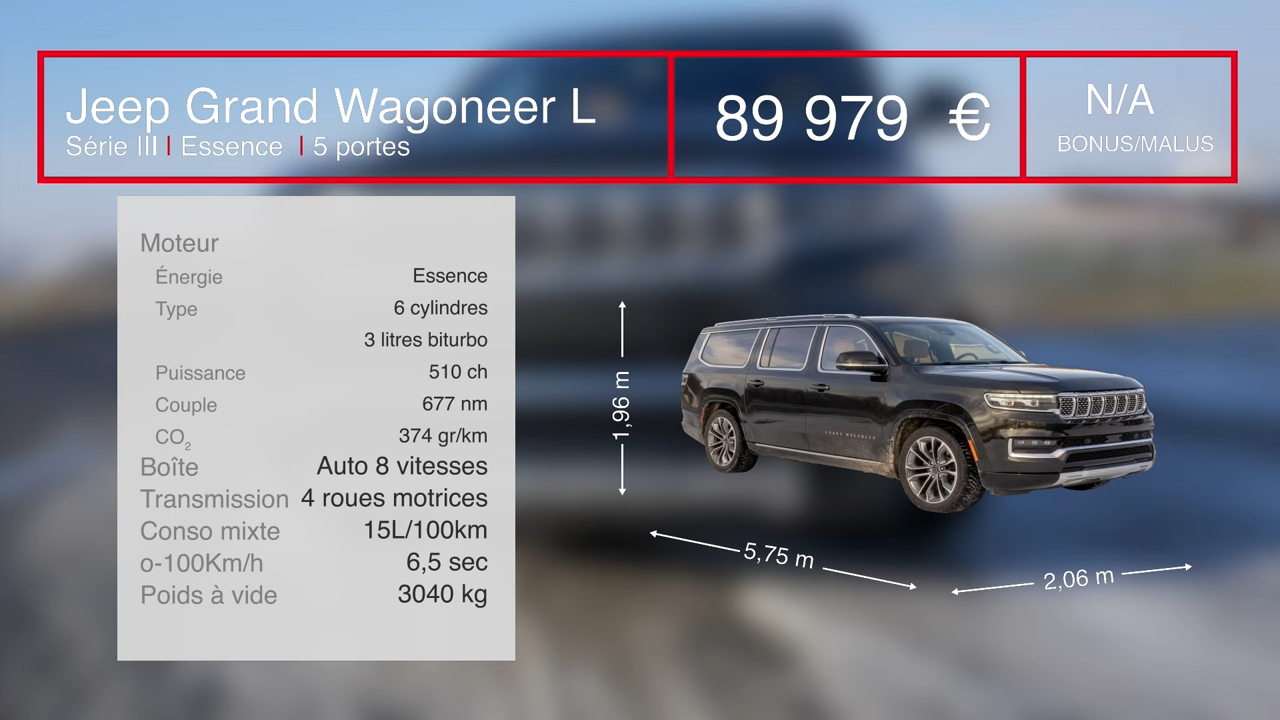 Jeep Grand Wagoneer L
Série III | Essence | 5 portes
89 979 €
N/A
BONUS/MALUS
Moteur
Énergie Essence
Type 6 cylindres
3 litres biturbo
Puissance 510 ch
Couple 677 nm
CO₂ 374 gr/km
Boîte Auto 8 vitesses
Transmission 4 roues motrices
Conso mixte 15L/100km
o-100Km/h 6,5 sec
Poids à vide 3040 kg
1,96 m
5,75 m
2,06 m